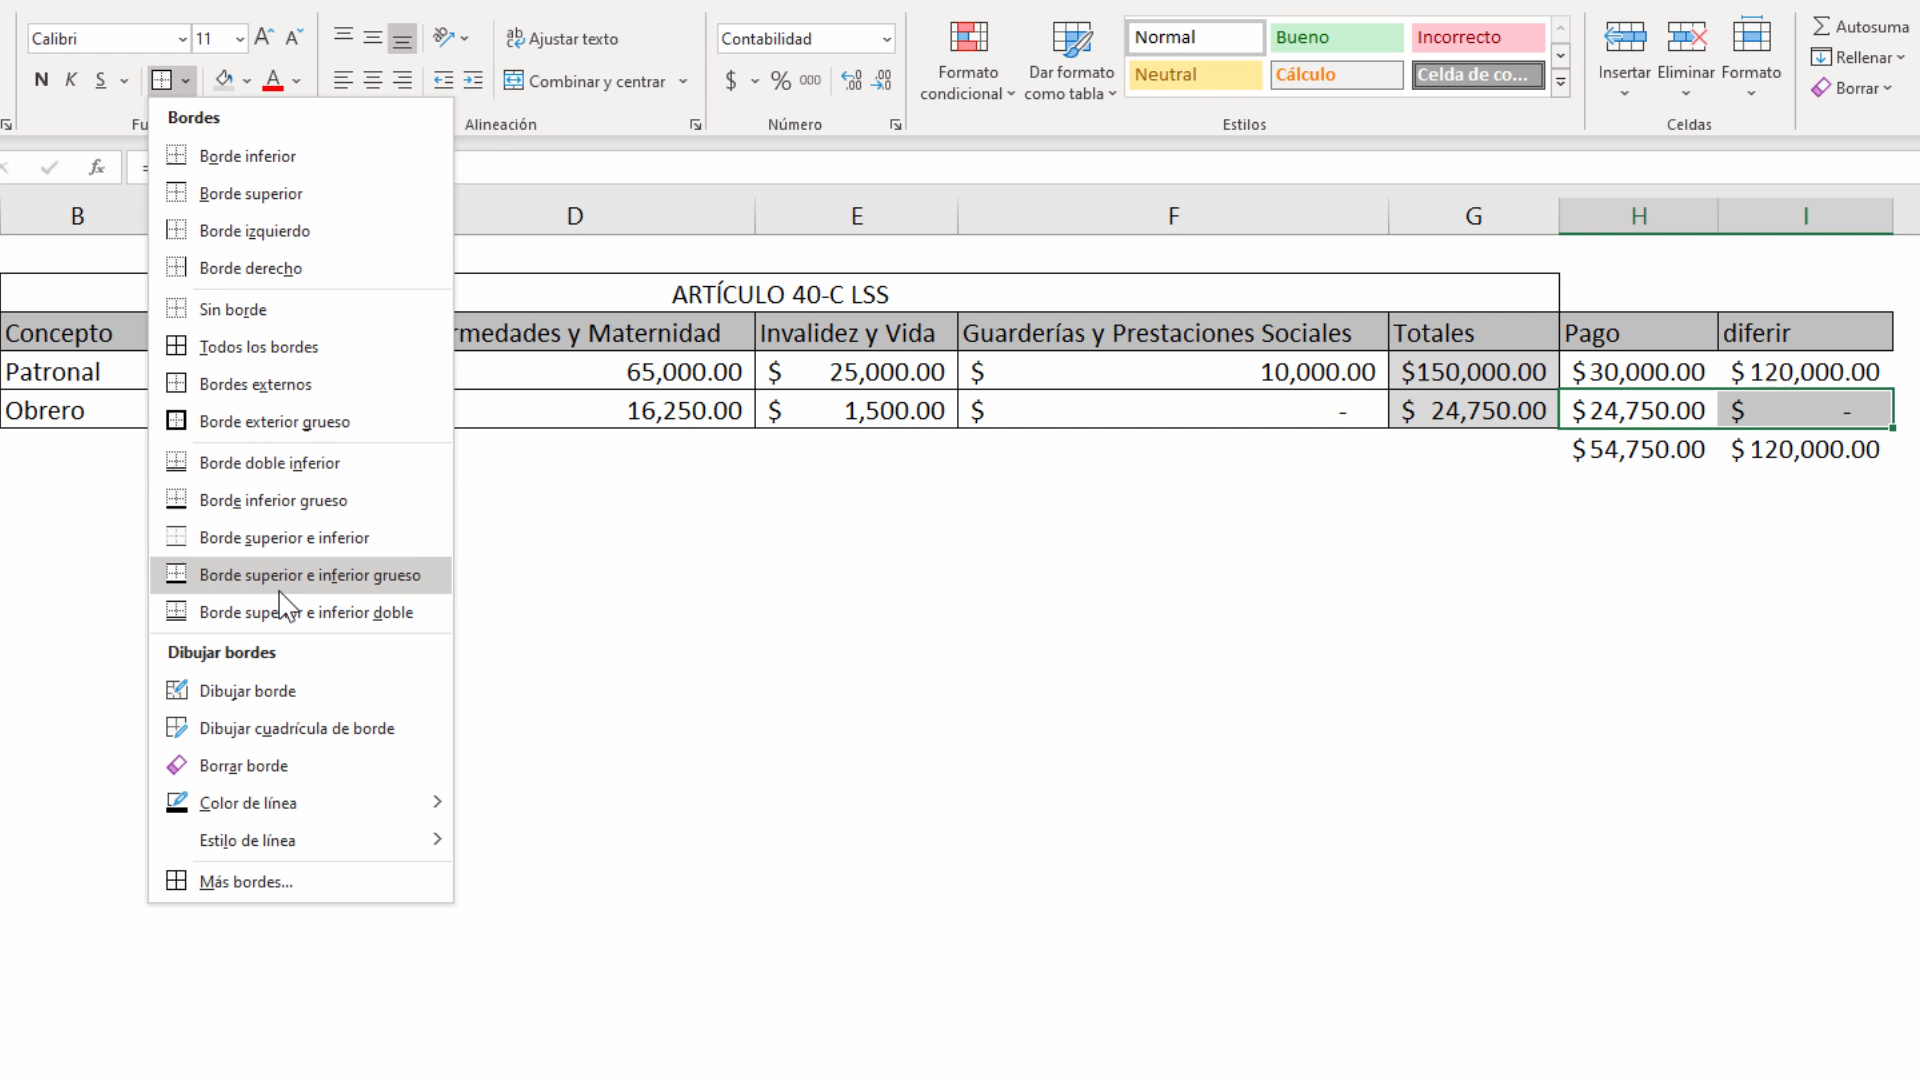 Calibri 11 Ajustar texto Contabilidad Normal Bueno Incorrecto Autosuma
N K S Combinar y centrar $ % 000 Formato condicional Dar formato como tabla Neutral Cálculo Celda de co... Insertar Eliminar Formato Rellenar
Borrar
Fu Alineación Número Estilos Celdas
fx =
B D E F G H I
ARTÍCULO 40-C LSS
Concepto rmedades y Maternidad Invalidez y Vida Guarderías y Prestaciones Sociales Totales Pago diferir
Patronal 65,000.00 $ 25,000.00 $ 10,000.00 $150,000.00 $30,000.00 $120,000.00
Obrero 16,250.00 $ 1,500.00 $ - $ 24,750.00 $24,750.00 $ -
$54,750.00 $120,000.00
Bordes
Borde inferior
Borde superior
Borde izquierdo
Borde derecho
Sin borde
Todos los bordes
Bordes externos
Borde exterior grueso
Borde doble inferior
Borde inferior grueso
Borde superior e inferior
Borde superior e inferior grueso
Borde superior e inferior doble
Dibujar bordes
Dibujar borde
Dibujar cuadrícula de borde
Borrar borde
Color de línea
Estilo de línea
Más bordes...